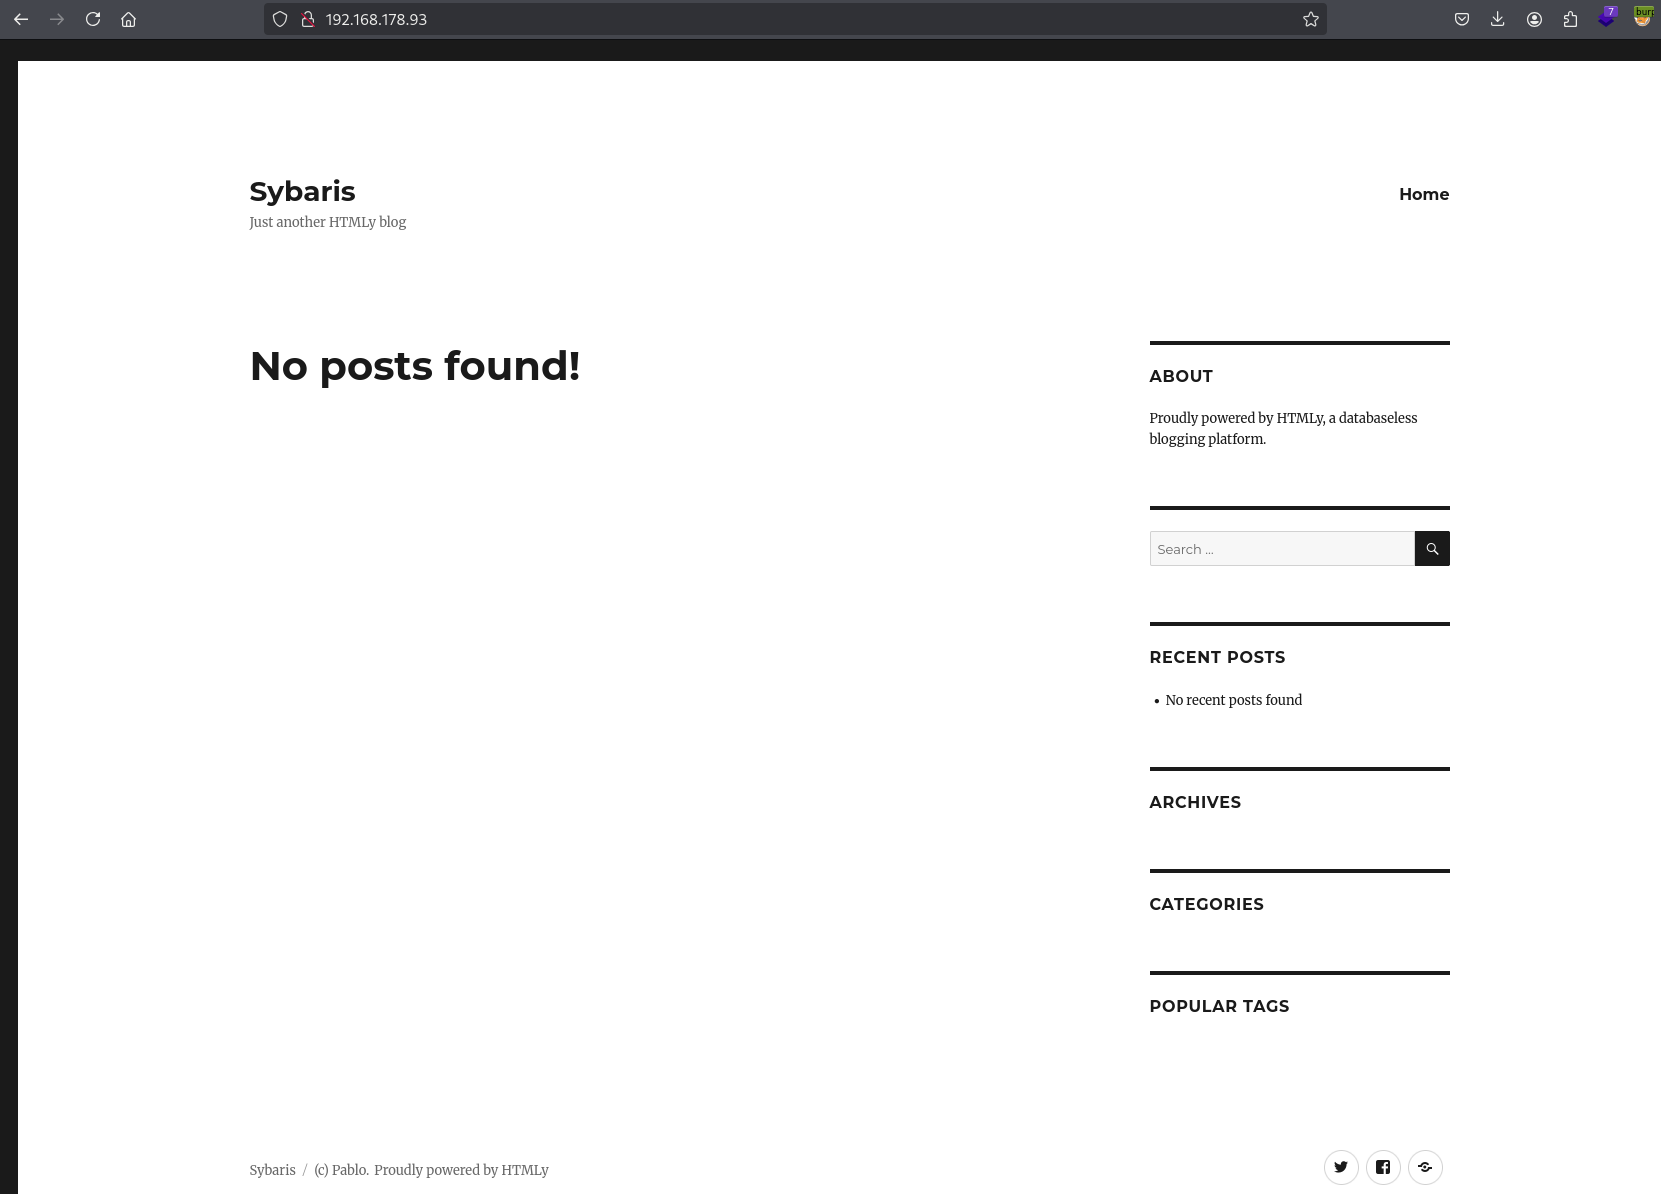 192.168.178.93
7
burp
Sybaris
Just another HTMLy blog
Home
No posts found!
ABOUT
Proudly powered by HTMLy, a databaseless
blogging platform.
Search ...
RECENT POSTS
• No recent posts found
ARCHIVES
CATEGORIES
POPULAR TAGS
Sybaris / (c) Pablo. Proudly powered by HTMLy